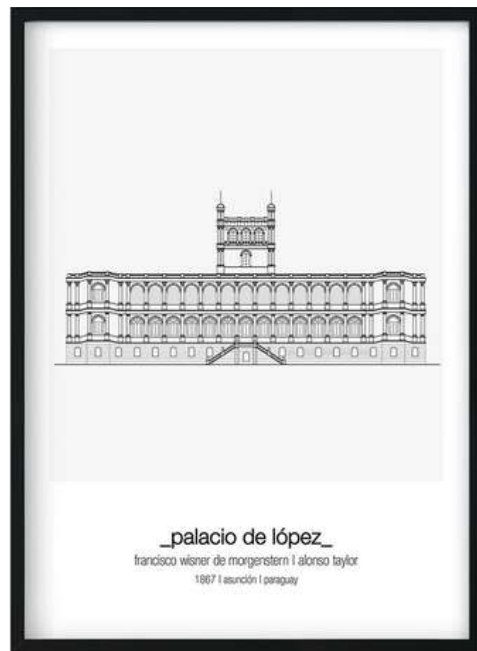 _palacio de lópez_
francisco wisner de morgenstern | alonso taylor
1867 | asunción | paraguay